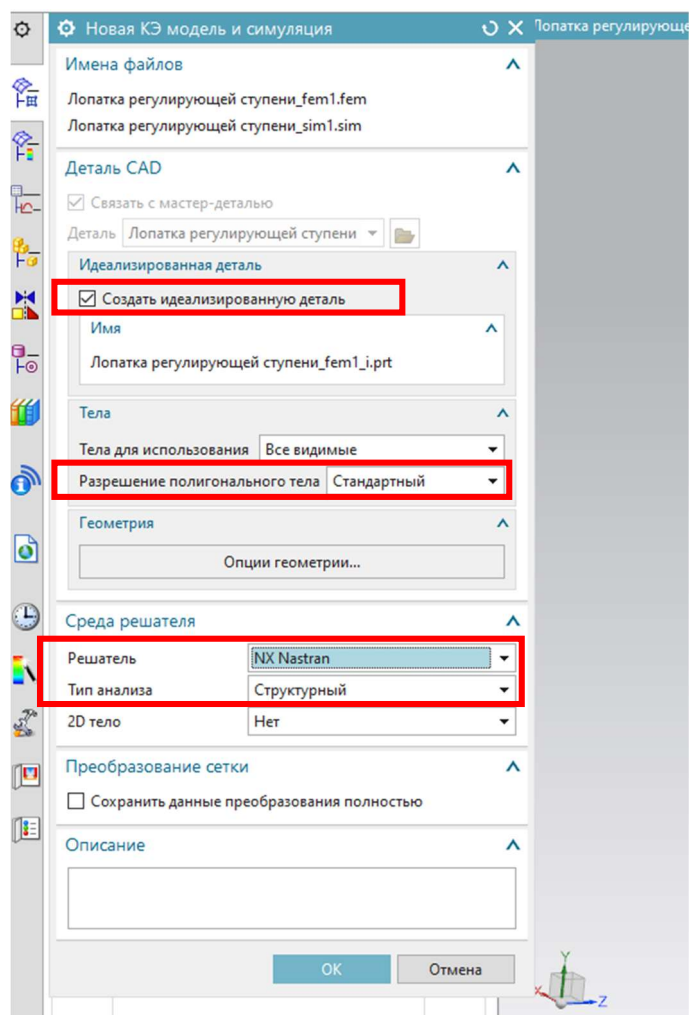 Новая КЭ модель и симуляция
Лопатка регулирующе
Имена файлов
Лопатка регулирующей ступени_fem1.fem
Лопатка регулирующей ступени_sim1.sim
Деталь CAD
Связать с мастер-деталью
Деталь Лопатка регулирующей ступени
Идеализированная деталь
Создать идеализированную деталь
Имя
Лопатка регулирующей ступени_fem1_i.prt
Тела
Тела для использования Все видимые
Разрешение полигонального тела Стандартный
Геометрия
Опции геометрии...
Среда решателя
Решатель NX Nastran
Тип анализа Структурный
2D тело Нет
Преобразование сетки
Сохранить данные преобразования полностью
Описание
ОК Отмена
Y
X
Z